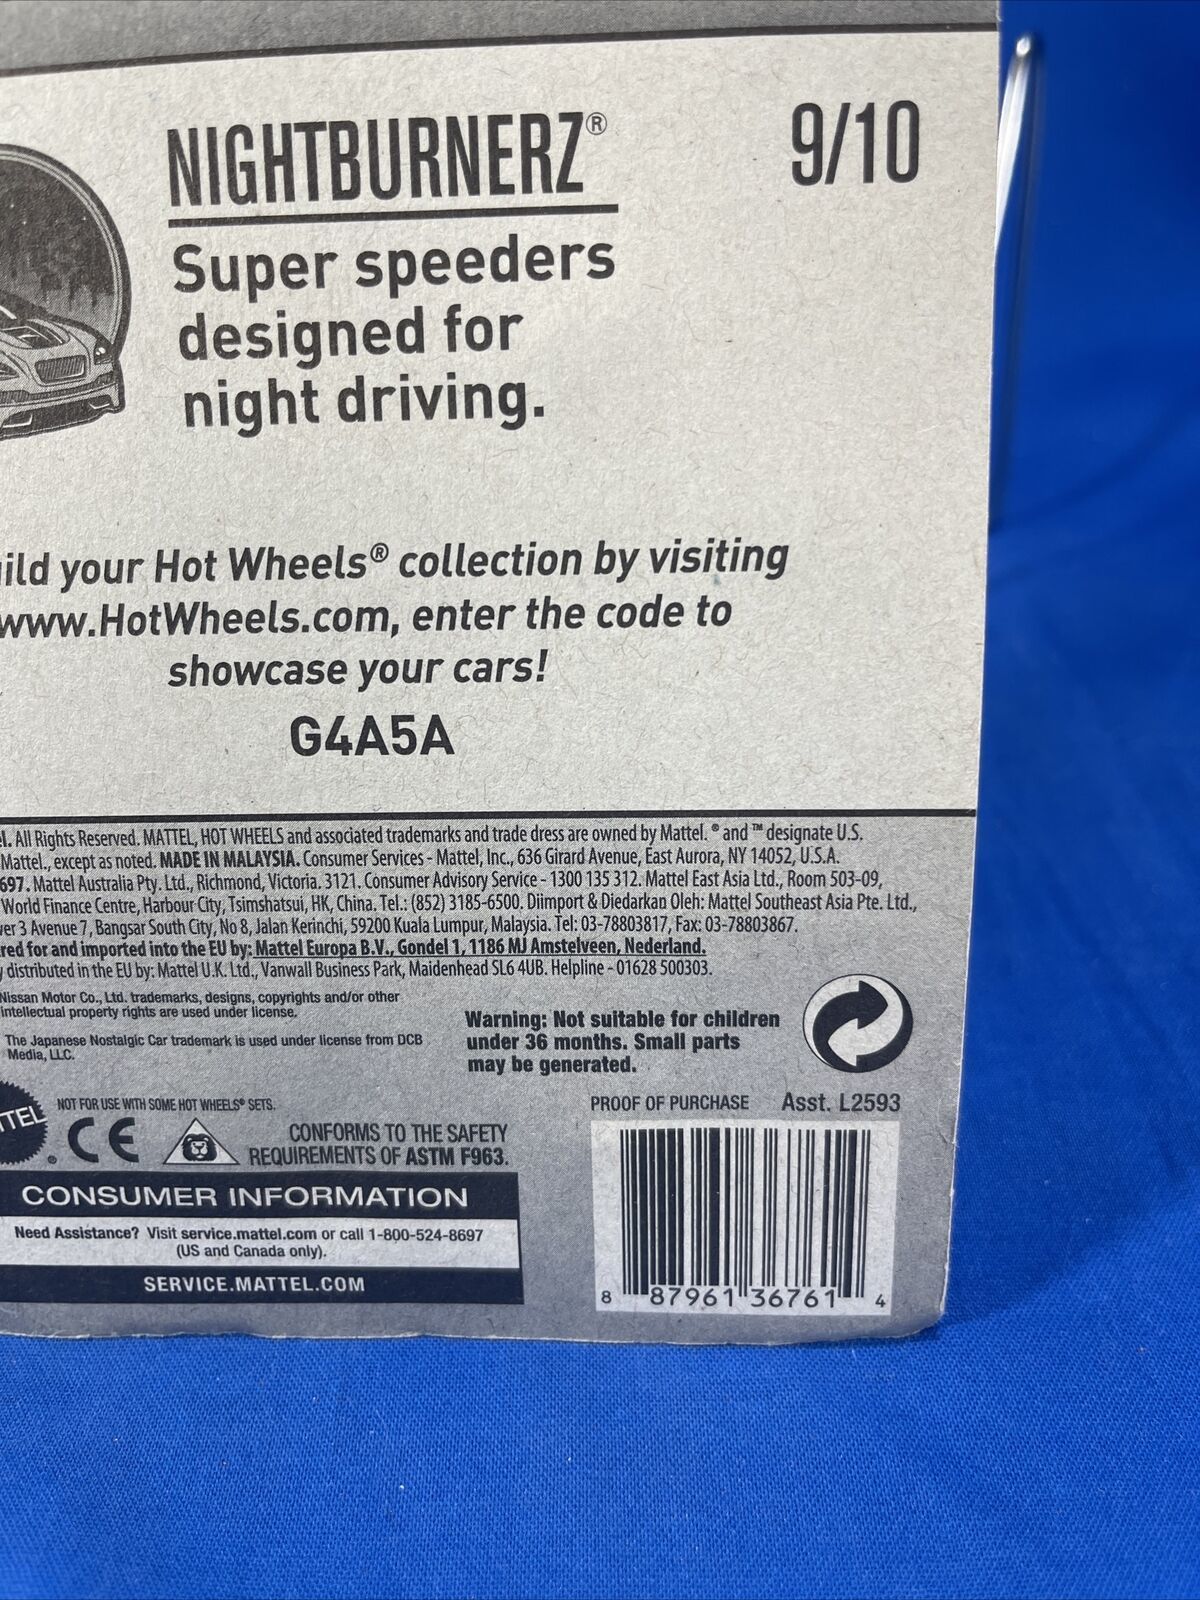 NIGHTBURNERZ®
9/10
Super speeders
designed for
night driving.
ild your Hot Wheels® collection by visiting
www.HotWheels.com, enter the code to
showcase your cars!
G4A5A
l. All Rights Reserved. MATTEL, HOT WHEELS and associated trademarks and trade dress are owned by Mattel. ® and ™ designate U.S.
Mattel., except as noted. MADE IN MALAYSIA. Consumer Services - Mattel, Inc., 636 Girard Avenue, East Aurora, NY 14052, U.S.A.
697. Mattel Australia Pty. Ltd., Richmond, Victoria. 3121. Consumer Advisory Service - 1300 135 312. Mattel East Asia Ltd., Room 503-09,
World Finance Centre, Harbour City, Tsimshatsui, HK, China. Tel.: (852) 3185-6500. Diimport & Diedarkan Oleh: Mattel Southeast Asia Pte. Ltd.,
er 3 Avenue 7, Bangsar South City, No 8, Jalan Kerinchi, 59200 Kuala Lumpur, Malaysia. Tel: 03-78803817, Fax: 03-78803867.
red for and imported into the EU by: Mattel Europa B.V., Gondel 1, 1186 MJ Amstelveen, Nederland.
distributed in the EU by: Mattel U.K. Ltd., Vanwall Business Park, Maidenhead SL6 4UB. Helpline - 01628 500303.
Nissan Motor Co., Ltd. trademarks, designs, copyrights and/or other
intellectual property rights are used under license.
The Japanese Nostalgic Car trademark is used under license from DCB
Media, LLC.
Warning: Not suitable for children
under 36 months. Small parts
may be generated.
PROOF OF PURCHASE Asst. L2593
TTEL ®
NOT FOR USE WITH SOME HOT WHEELS® SETS.
CE
CONFORMS TO THE SAFETY
REQUIREMENTS OF ASTM F963.
CONSUMER INFORMATION
Need Assistance? Visit service.mattel.com or call 1-800-524-8697
(US and Canada only).
SERVICE.MATTEL.COM
8 87961 36761 4